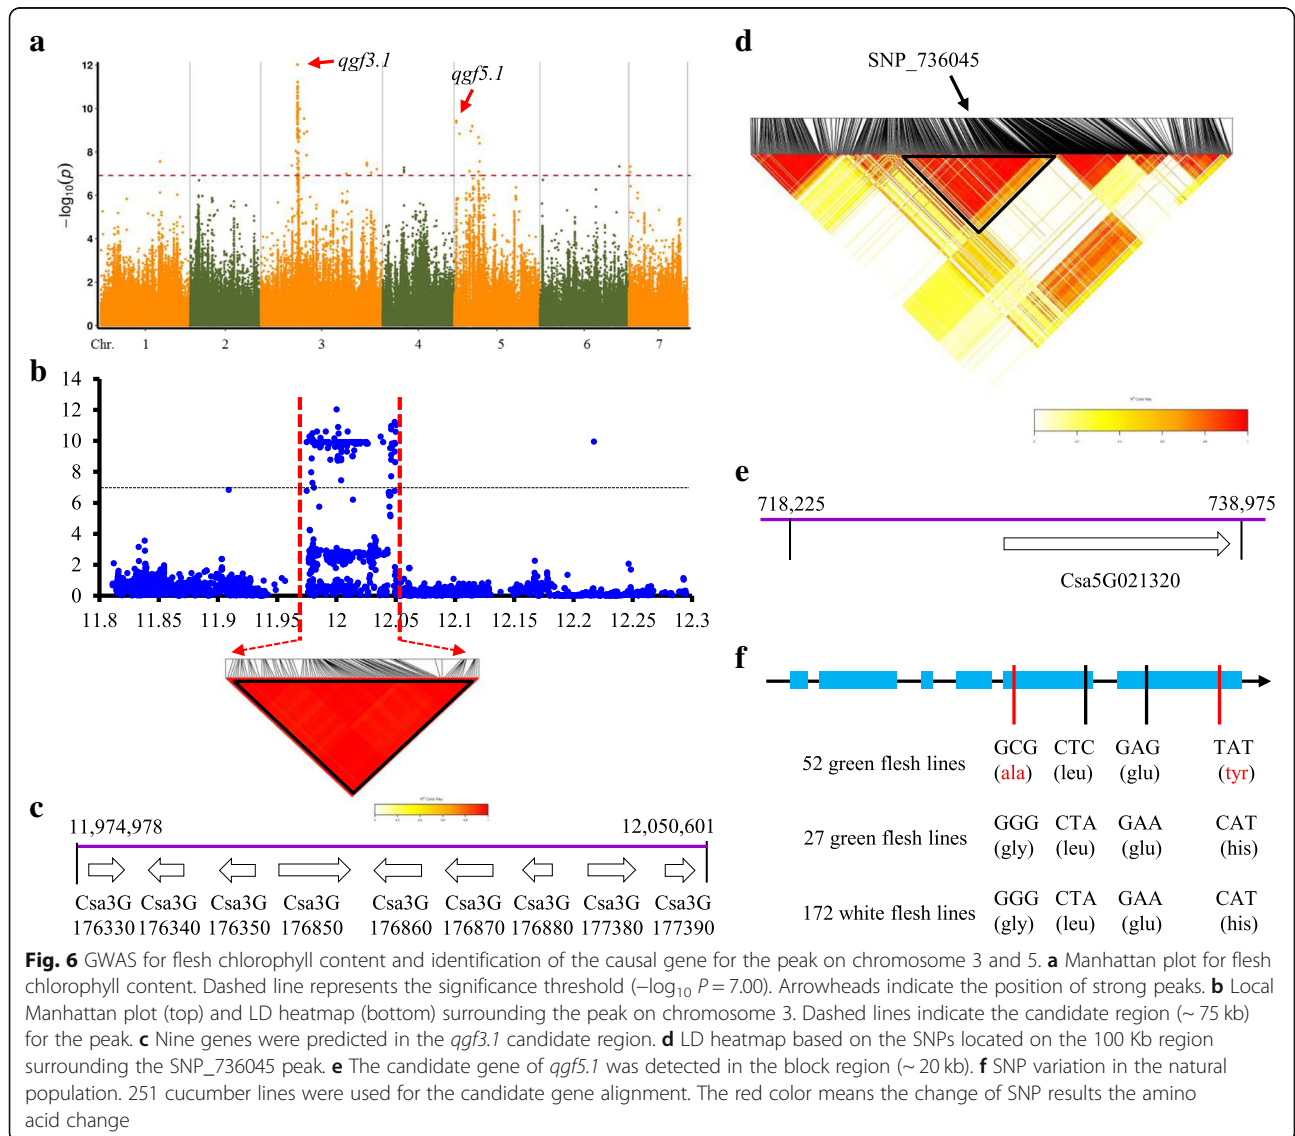 a
qgf3.1
qgf5.1
12
10
8
6
4
2
0
−log10(p)
Chr. 1 2 3 4 5 6 7
b
14
12
10
8
6
4
2
0
11.8 11.85 11.9 11.95 12 12.05 12.1 12.15 12.2 12.25 12.3
c
11,974,978 12,050,601
Csa3G Csa3G Csa3G Csa3G Csa3G Csa3G Csa3G Csa3G Csa3G
176330 176340 176350 176850 176860 176870 176880 177380 177390
d
SNP_736045
e
718,225 738,975
Csa5G021320
f
GCG CTC GAG TAT
52 green flesh lines (ala) (leu) (glu) (tyr)
GGG CTA GAA CAT
27 green flesh lines (gly) (leu) (glu) (his)
GGG CTA GAA CAT
172 white flesh lines (gly) (leu) (glu) (his)
Fig. 6 GWAS for flesh chlorophyll content and identification of the causal gene for the peak on chromosome 3 and 5. a Manhattan plot for flesh
chlorophyll content. Dashed line represents the significance threshold (−log10 P = 7.00). Arrowheads indicate the position of strong peaks. b Local
Manhattan plot (top) and LD heatmap (bottom) surrounding the peak on chromosome 3. Dashed lines indicate the candidate region (~ 75 kb)
for the peak. c Nine genes were predicted in the qgf3.1 candidate region. d LD heatmap based on the SNPs located on the 100 Kb region
surrounding the SNP_736045 peak. e The candidate gene of qgf5.1 was detected in the block region (~ 20 kb). f SNP variation in the natural
population. 251 cucumber lines were used for the candidate gene alignment. The red color means the change of SNP results the amino
acid change